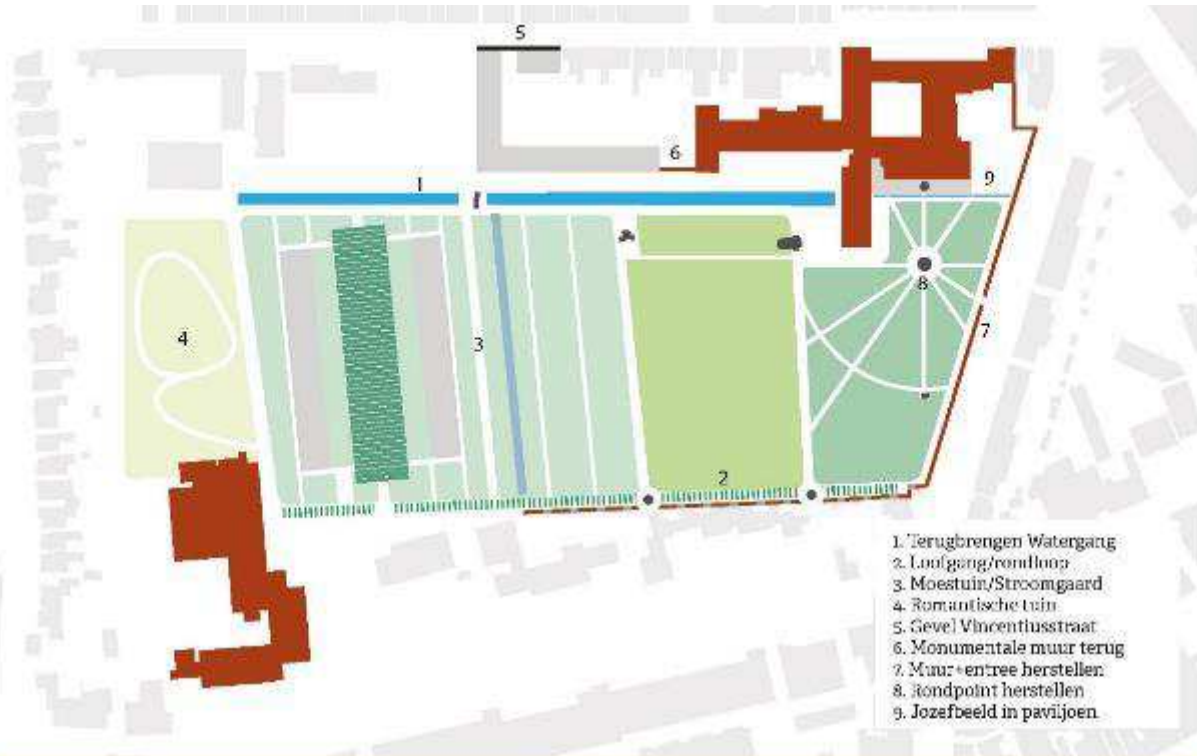 5
6
1
9
8
4
3
7
2
1. Terugbrengen Watergang
2. Loofgang/rondloop
3. Moestuin/Stroomgaard
4. Romantische tuin
5. Gevel Vincentiusstraat
6. Monumentale muur terug
7. Muur+entree herstellen
8. Rondpoint herstellen
9. Jozefbeeld in paviljoen